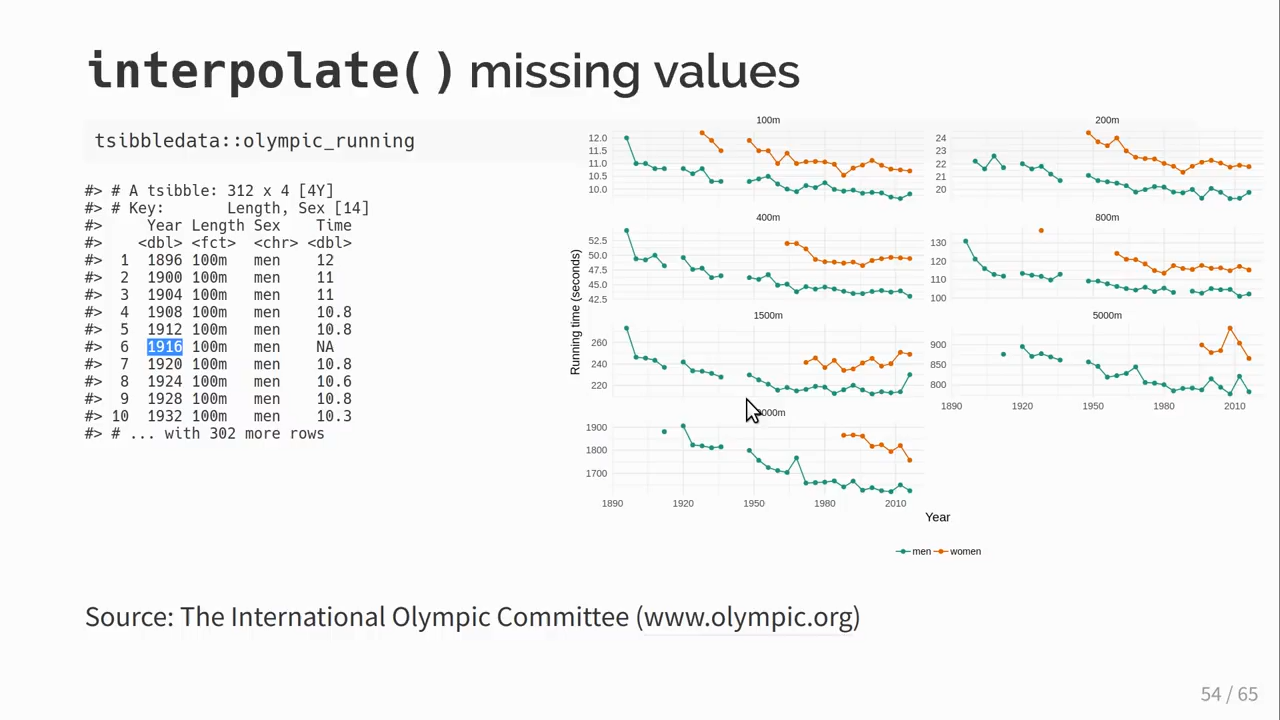 interpolate() missing values
tsibbledata::olympic_running
#> # A tsibble: 312 x 4 [4Y]
#> # Key:       Length, Sex [14]
#>     Year Length Sex    Time
#>    <dbl> <fct>  <chr> <dbl>
#>  1  1896 100m   men    12
#>  2  1900 100m   men    11
#>  3  1904 100m   men    11
#>  4  1908 100m   men    10.8
#>  5  1912 100m   men    10.8
#>  6  1916 100m   men    NA
#>  7  1920 100m   men    10.8
#>  8  1924 100m   men    10.6
#>  9  1928 100m   men    10.8
#> 10  1932 100m   men    10.3
#> # ... with 302 more rows
Running time (seconds)
100m
12.0
11.5
11.0
10.5
10.0
200m
24
23
22
21
20
400m
52.5
50.0
47.5
45.0
42.5
800m
130
120
110
100
1500m
260
240
220
5000m
900
850
800
1890 1920 1950 1980 2010
000m
1900
1800
1700
1890 1920 1950 1980 2010
Year
men women
Source: The International Olympic Committee (www.olympic.org)
54 / 65